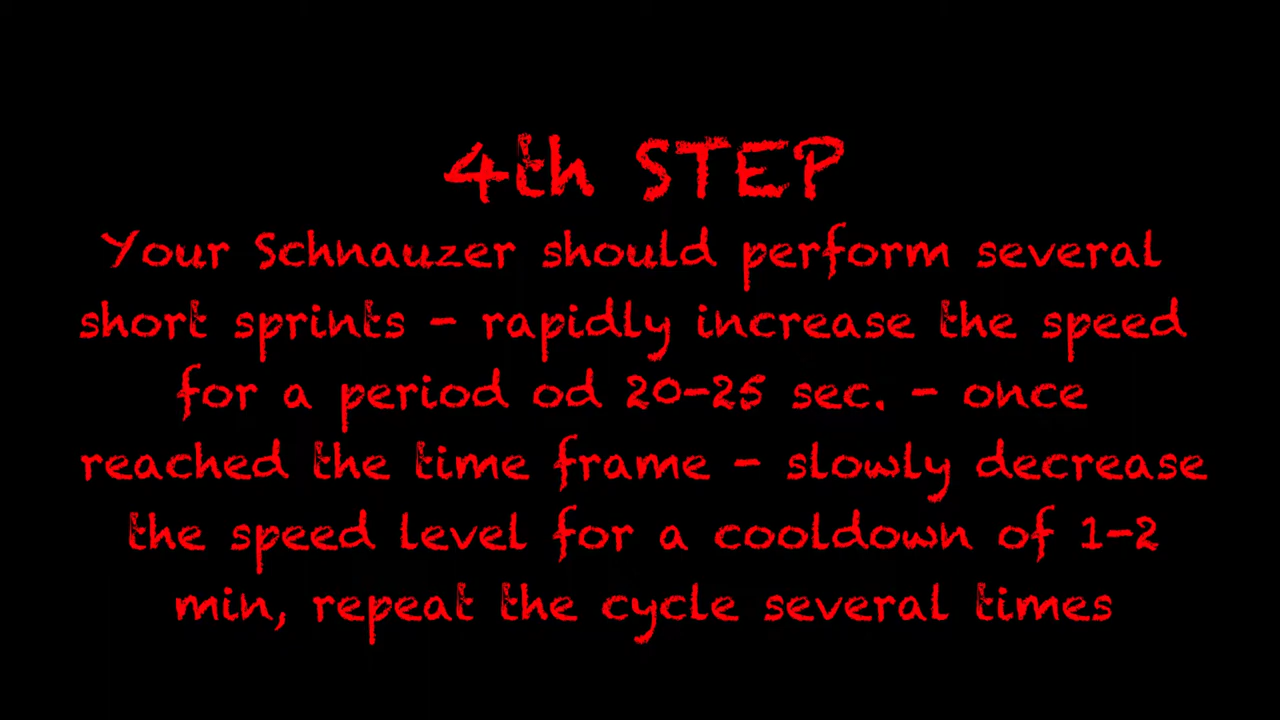 4th STEP
Your Schnauzer should perform several
short sprints - rapidly increase the speed
for a period od 20-25 sec. - once
reached the time frame - slowly decrease
the speed level for a cooldown of 1-2
min, repeat the cycle several times